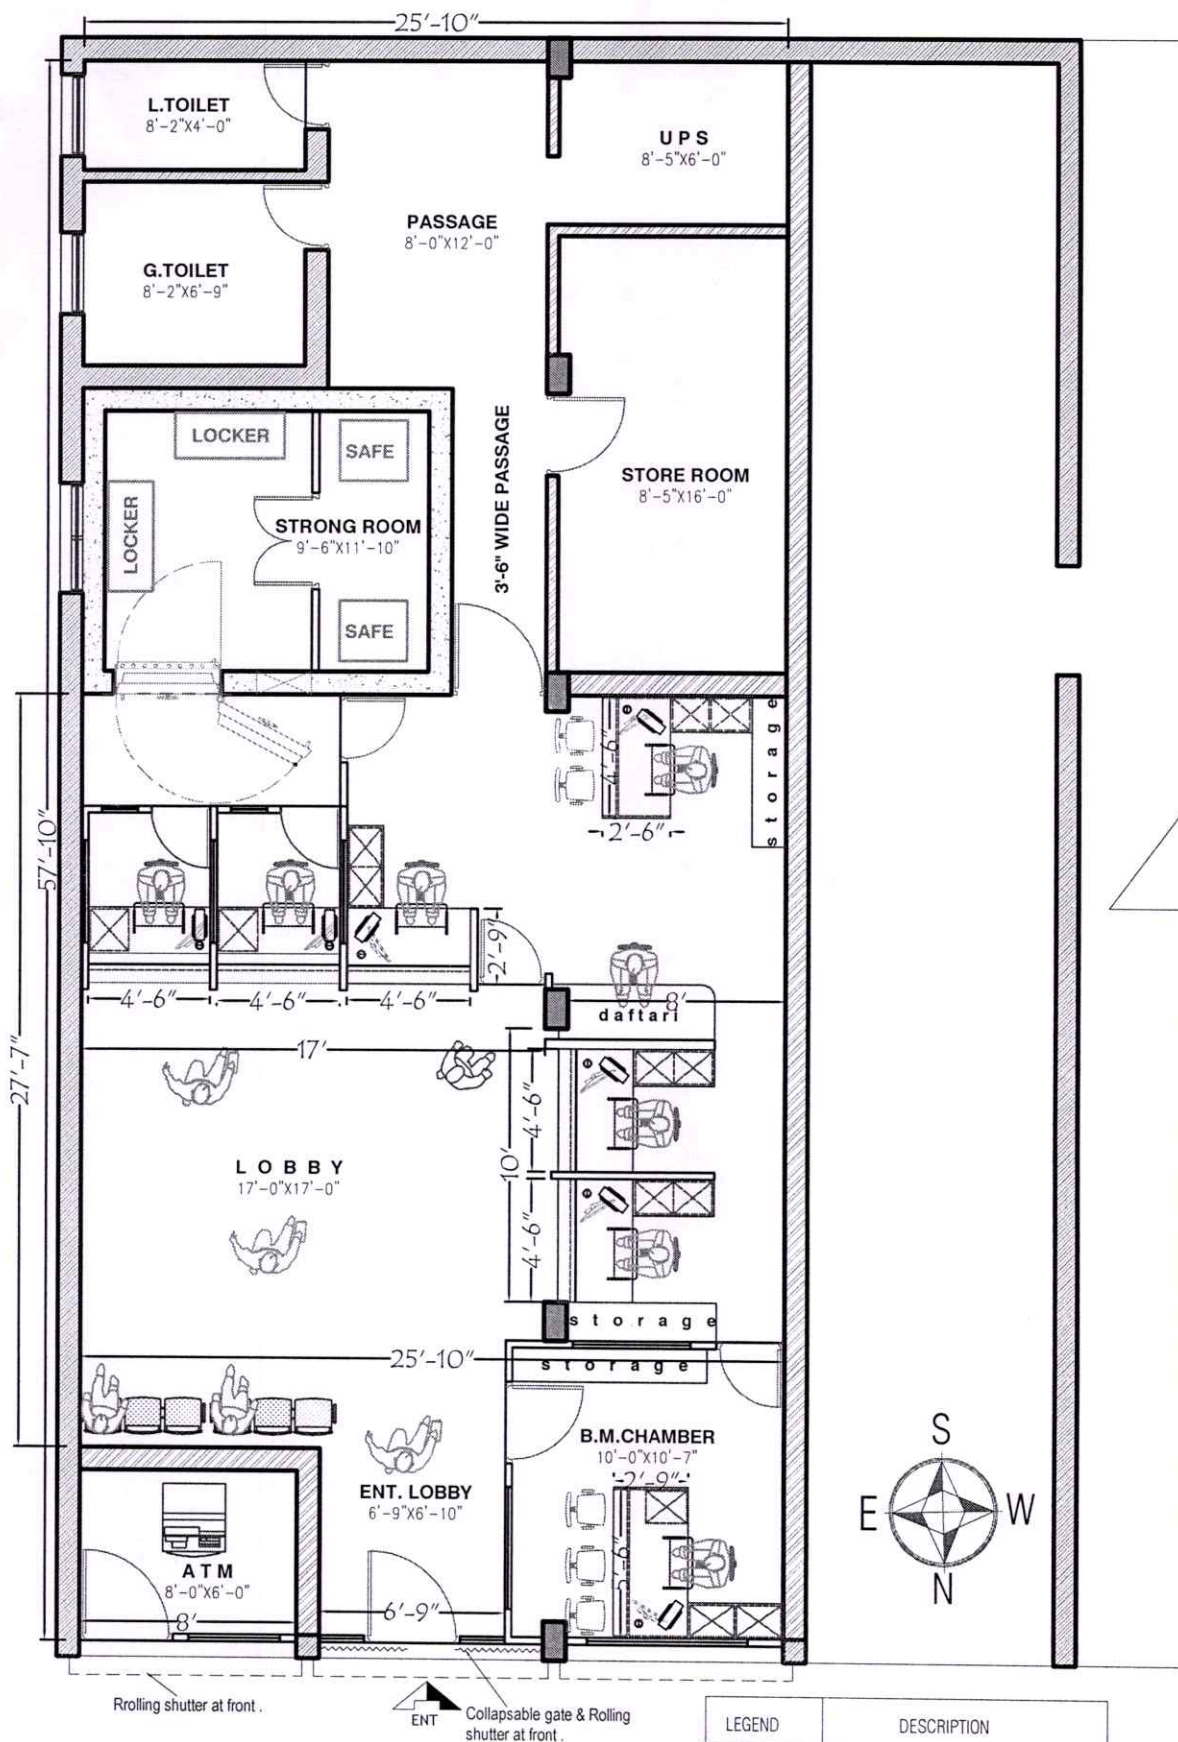 25'-10"
L.TOILET
8'-2"X4'-0"
U P S
8'-5"X6'-0"
PASSAGE
8'-0"X12'-0"
G.TOILET
8'-2"X6'-9"
LOCKER
SAFE
LOCKER
STRONG ROOM
9'-6"X11'-10"
SAFE
3'-6" WIDE PASSAGE
STORE ROOM
8'-5"X16'-0"
storage
4'-6"
2'-6"
57'-10"
27'-7"
2'-9"
4'-6"
4'-6"
4'-6"
8'
daftari
17'
4'-6"
10'
4'-6"
L O B B Y
17'-0"X17'-0"
storage
25'-10"
storage
B.M.CHAMBER
10'-0"X10'-7"
2'-9"
ENT. LOBBY
6'-9"X6'-10"
A T M
8'-0"X6'-0"
8'
6'-9"
S
E
W
N
Rrolling shutter at front .
ENT
Collapsable gate & Rolling
shutter at front .
LEGEND
DESCRIPTION